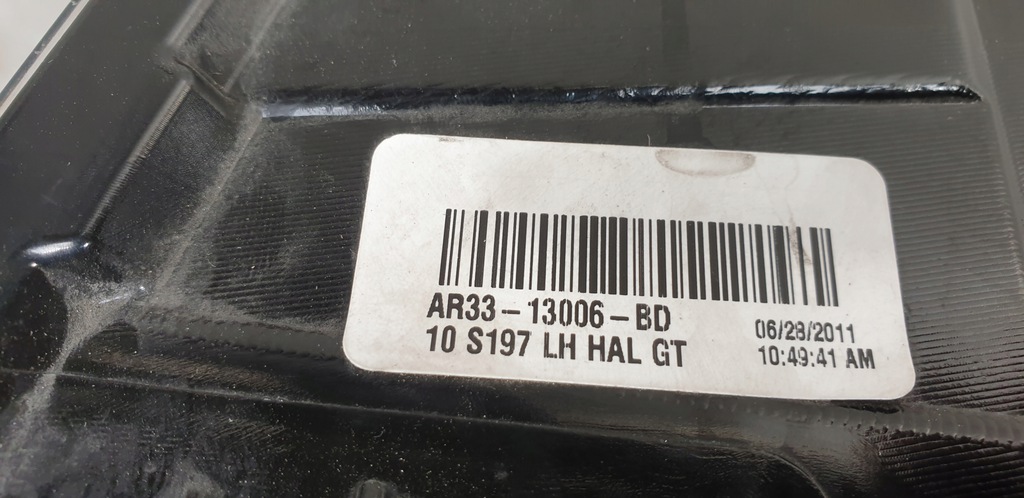 AR33-13006-BD
10 S197 LH HAL GT
06/28/2011
10:49:41 AM